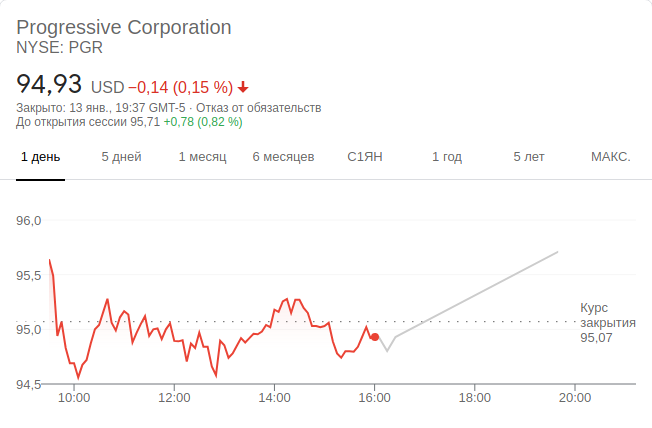 Progressive Corporation
NYSE: PGR
94,93 USD −0,14 (0,15 %)
Закрыто: 13 янв., 19:37 GMT-5 · Отказ от обязательств
До открытия сессии 95,71 +0,78 (0,82 %)
1 день 5 дней 1 месяц 6 месяцев С1ЯН 1 год 5 лет МАКС.
96,0
95,5
Курс
закрытия
95,0
95,07
94,5
10:00 12:00 14:00 16:00 18:00 20:00